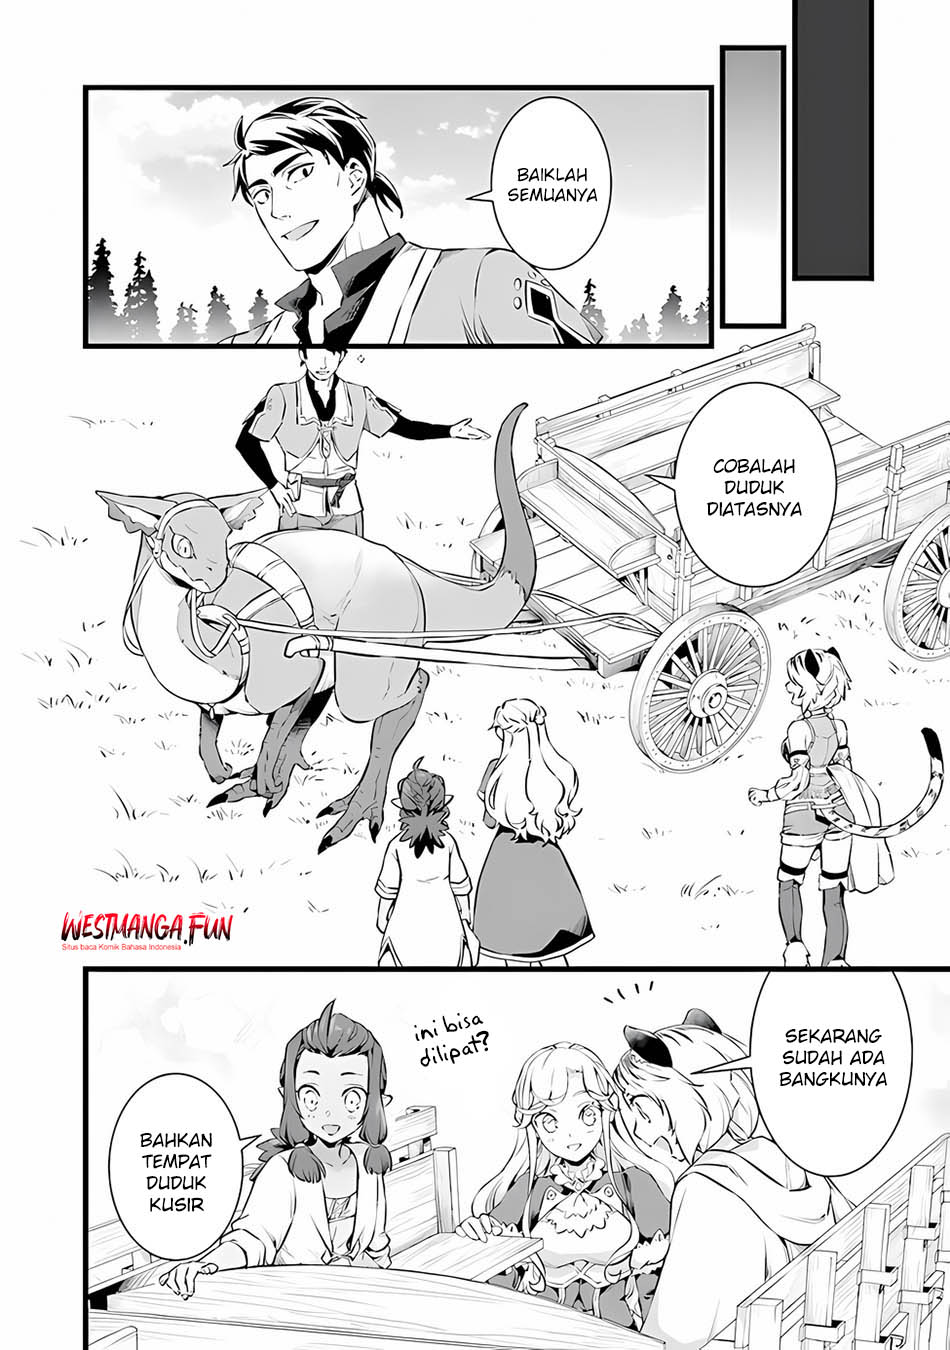 BAIKLAH
SEMUANYA
COBALAH
DUDUK
DIATASNYA
WESTMANGA.FUN
Situs baca Komik Bahasa Indonesia
SEKARANG
SUDAH ADA
BANGKUNYA
ini bisa
dilipat?
BAHKAN
TEMPAT
DUDUK
KUSIR